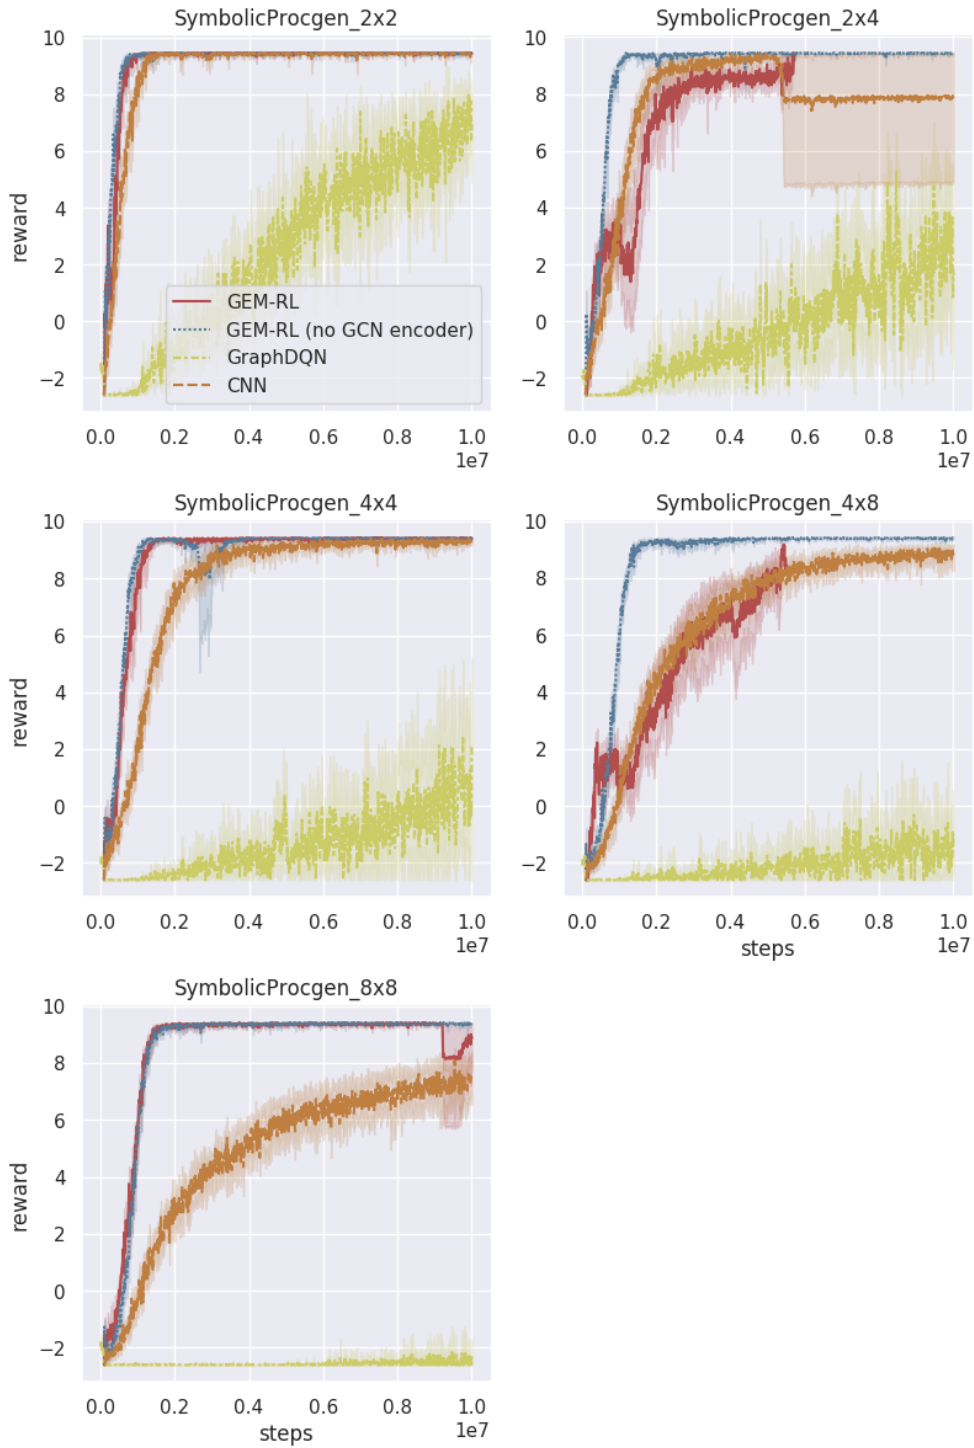 SymbolicProcgen_2x2
SymbolicProcgen_2x4
10
8
6
4
2
0
−2
reward
GEM-RL
GEM-RL (no GCN encoder)
GraphDQN
CNN
0.0 0.2 0.4 0.6 0.8 1.0
1e7
10
8
6
4
2
0
−2
0.0 0.2 0.4 0.6 0.8 1.0
1e7
SymbolicProcgen_4x4
SymbolicProcgen_4x8
10
8
6
4
2
0
−2
reward
0.0 0.2 0.4 0.6 0.8 1.0
1e7
10
8
6
4
2
0
−2
0.0 0.2 0.4 0.6 0.8 1.0
1e7
steps
SymbolicProcgen_8x8
10
8
6
4
2
0
−2
reward
0.0 0.2 0.4 0.6 0.8 1.0
1e7
steps